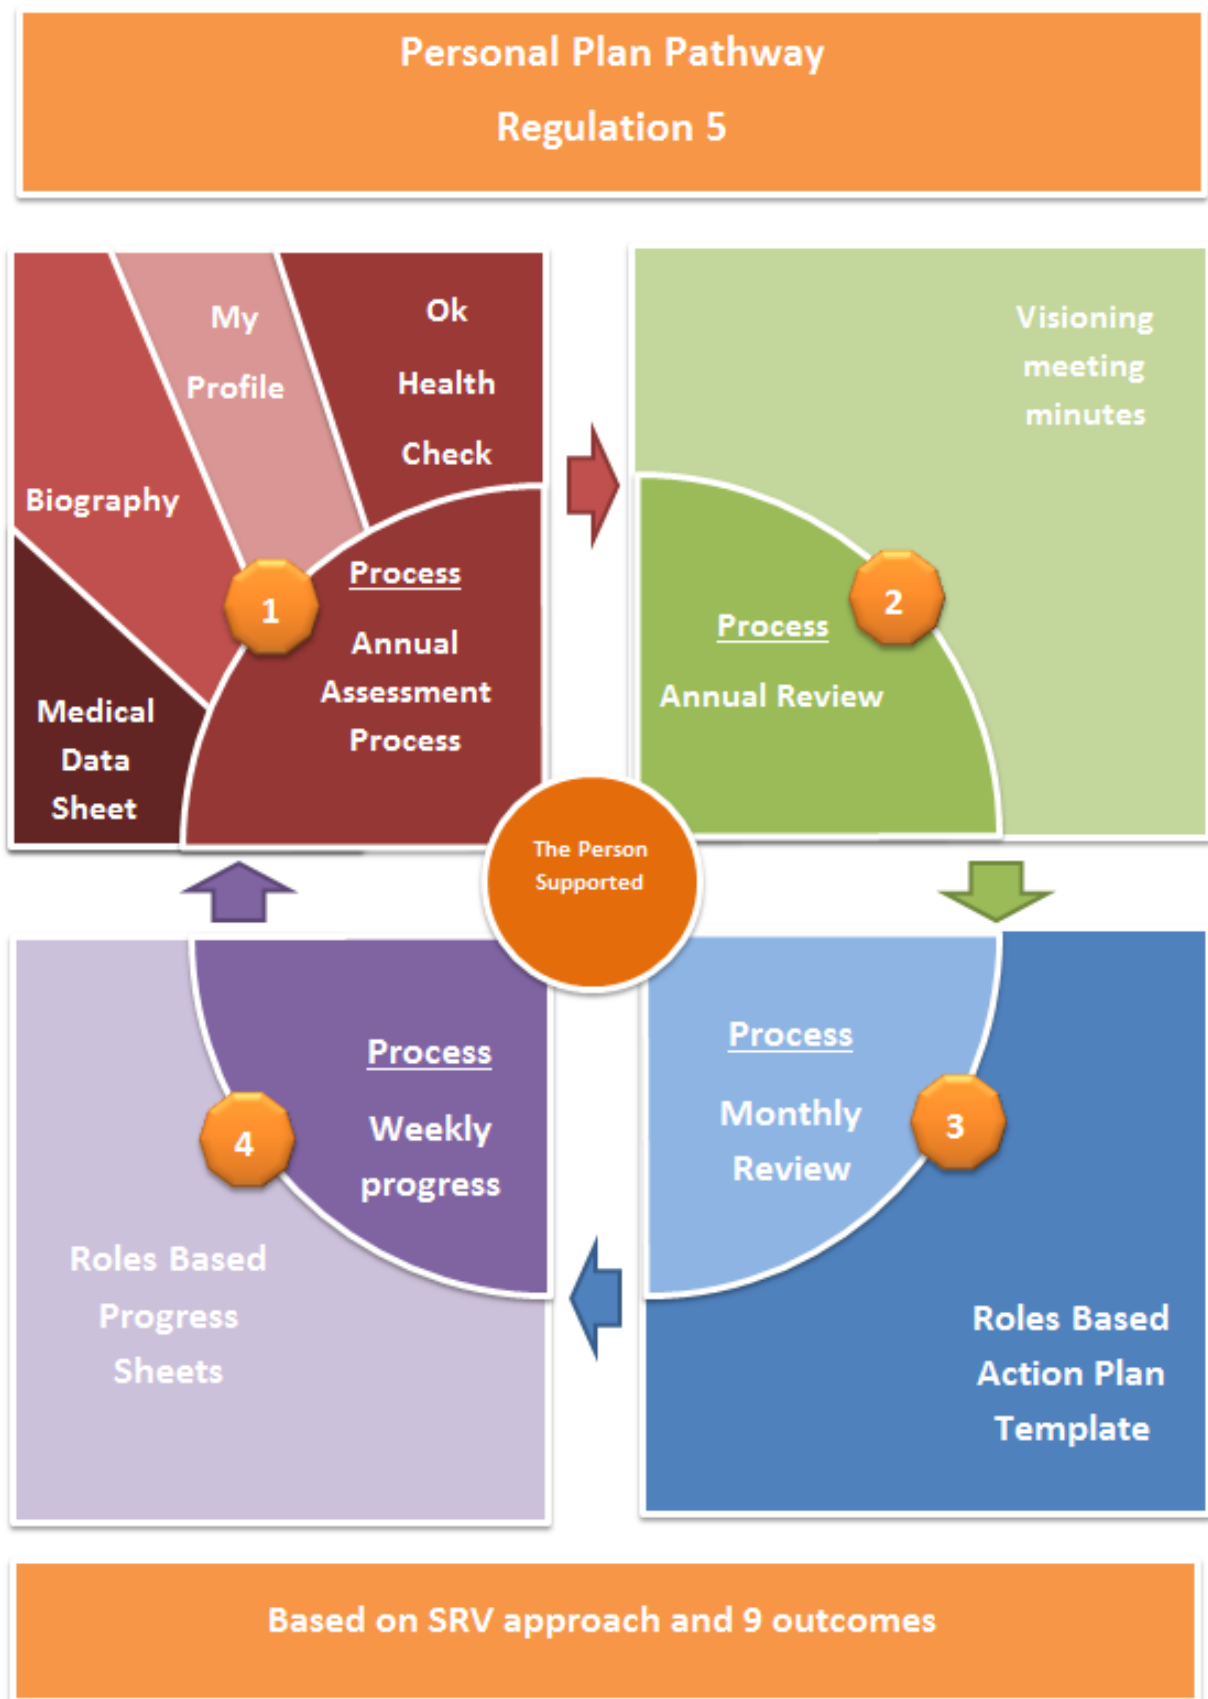 Personal Plan Pathway
Regulation 5
My
Profile
Ok
Health
Check
Biography
Medical
Data
Sheet
1
Process
Annual
Assessment
Process
Visioning
meeting
minutes
2
Process
Annual Review
The Person
Supported
Process
Monthly
Review
3
Roles Based
Action Plan
Template
Process
Weekly
progress
4
Roles Based
Progress
Sheets
Based on SRV approach and 9 outcomes